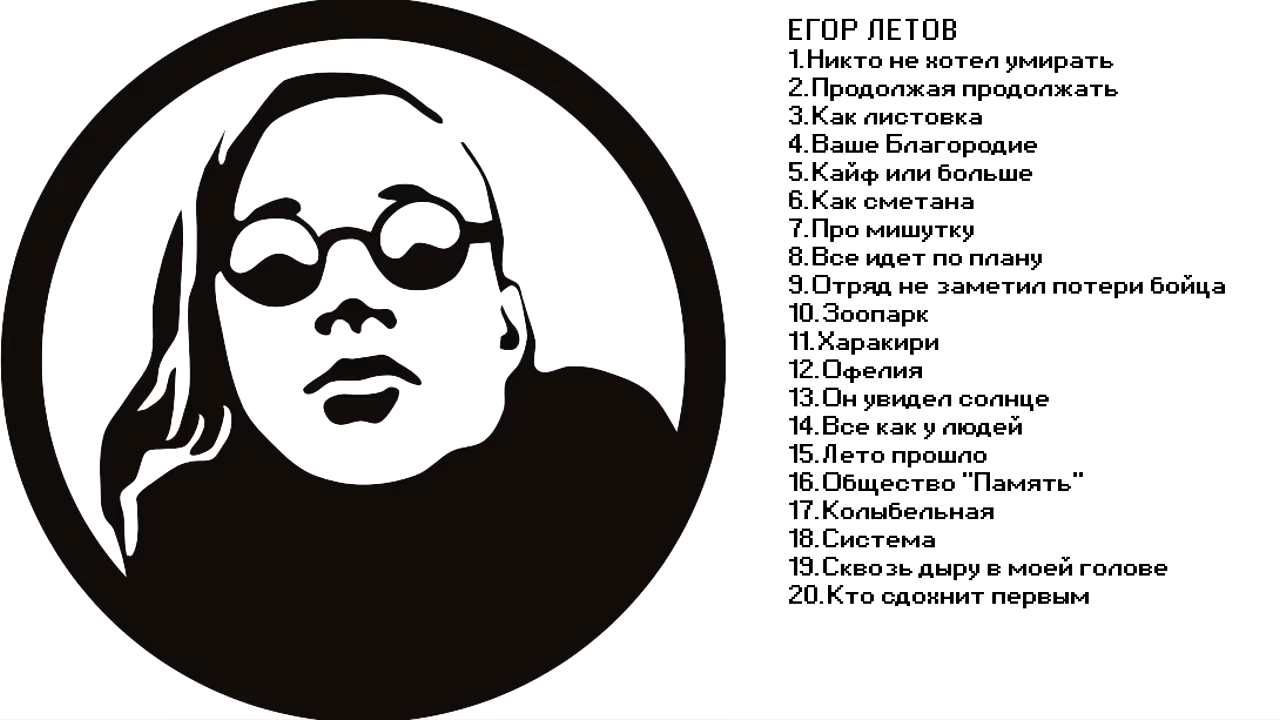 ЕГОР ЛЕТОВ
1.Никто не хотел умирать
2.Продолжая продолжать
3.Как листовка
4.Ваше Благородие
5.Кайф или больше
6.Как сметана
7.Про мишутку
8.Все идет по плану
9.Отряд не заметил потери бойца
10.Зоопарк
11.Харакири
12.Офелия
13.Он увидел солнце
14.Все как у людей
15.Лето прошло
16.Общество "Память"
17.Колыбельная
18.Система
19.Сквозь дыру в моей голове
20.Кто сдохнит первым